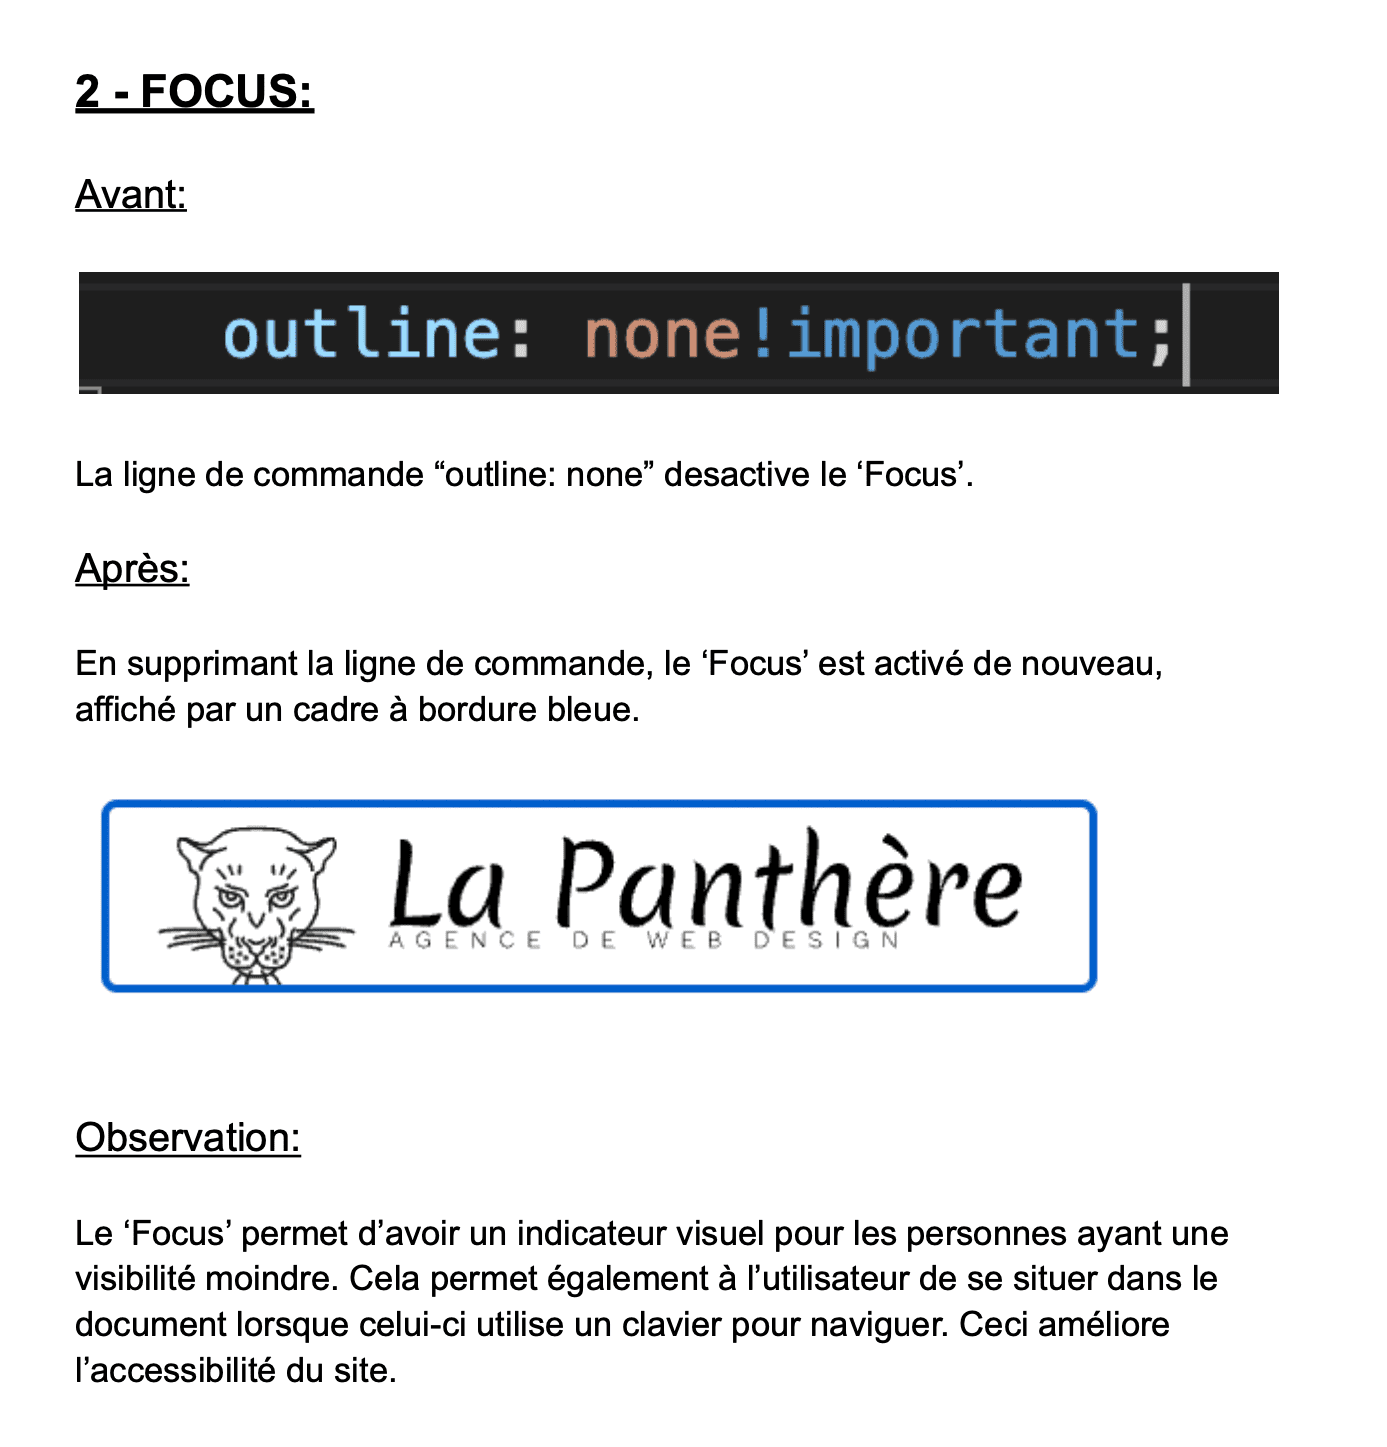 2 - FOCUS:
Avant:
outline: none!important;
La ligne de commande “outline: none” desactive le ‘Focus’.
Après:
En supprimant la ligne de commande, le ‘Focus’ est activé de nouveau,
affiché par un cadre à bordure bleue.
La Panthère
AGENCE DE WEB DESIGN
Observation:
Le ‘Focus’ permet d’avoir un indicateur visuel pour les personnes ayant une
visibilité moindre. Cela permet également à l’utilisateur de se situer dans le
document lorsque celui-ci utilise un clavier pour naviguer. Ceci améliore
l’accessibilité du site.